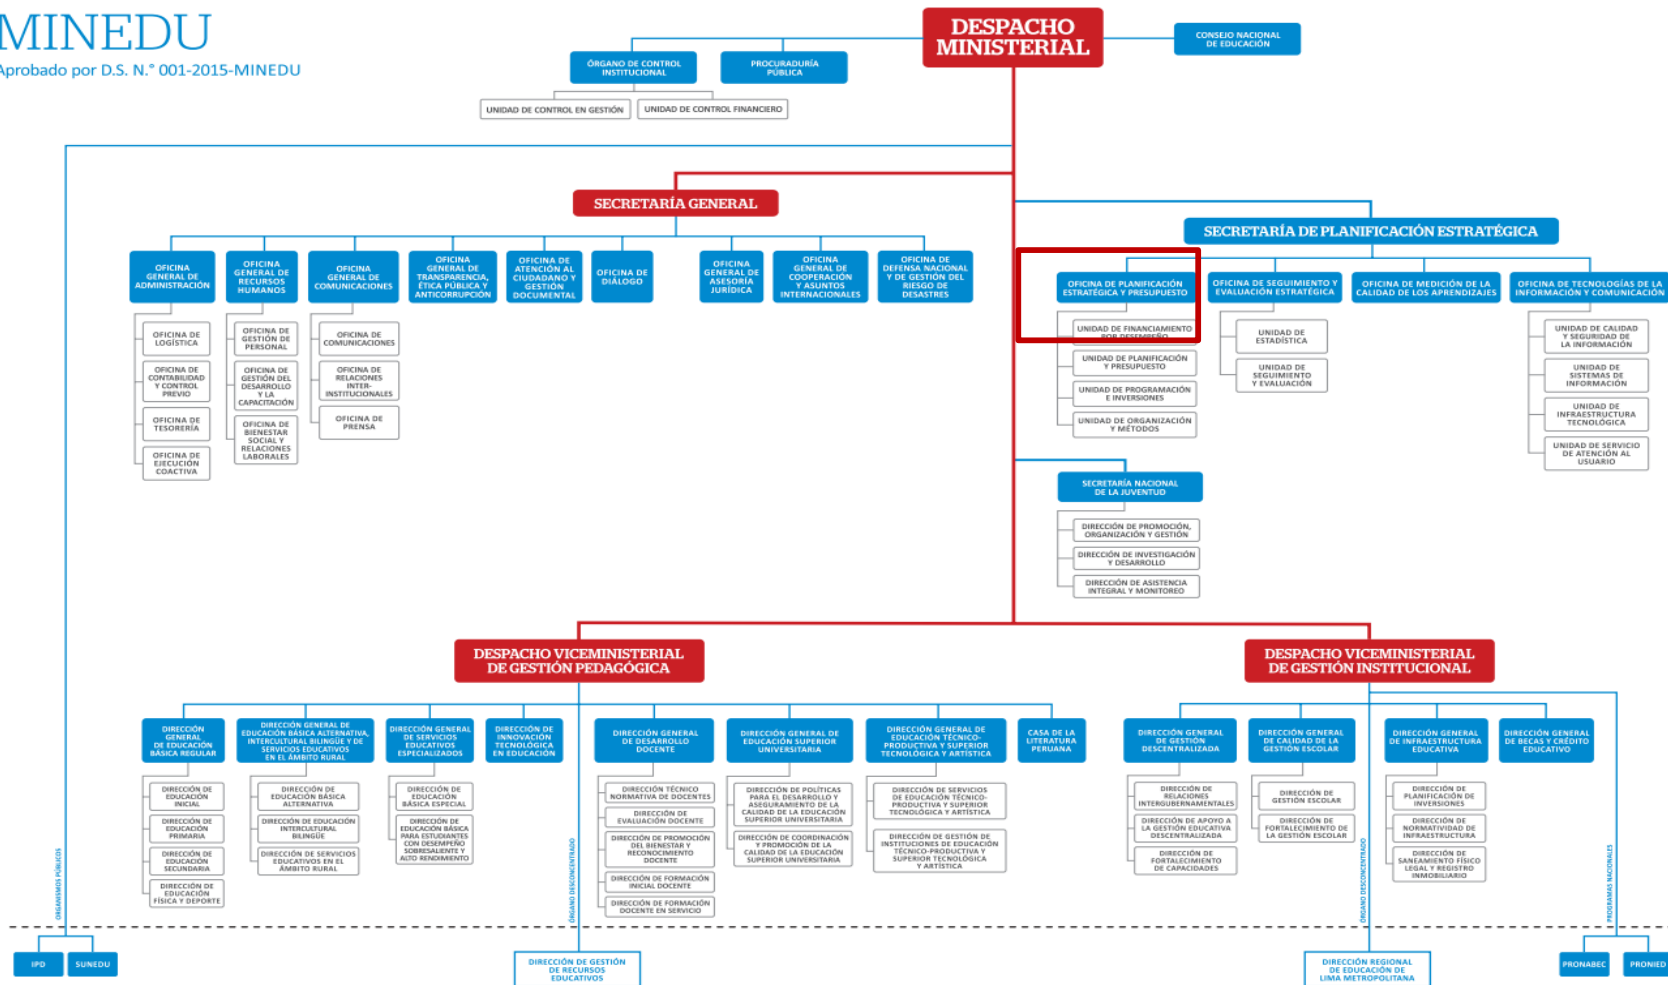 MINEDU
Aprobado por D.S. N.° 001-2015-MINEDU
DESPACHO
MINISTERIAL
CONSEJO NACIONAL
DE EDUCACIÓN
ÓRGANO DE CONTROL
INSTITUCIONAL
PROCURADURÍA
PÚBLICA
UNIDAD DE CONTROL EN GESTIÓN
UNIDAD DE CONTROL FINANCIERO
SECRETARÍA GENERAL
SECRETARÍA DE PLANIFICACIÓN ESTRATÉGICA
OFICINA
GENERAL DE
ADMINISTRACIÓN
OFICINA DE
LOGÍSTICA
OFICINA DE
CONTABILIDAD
Y CONTROL
PREVIO
OFICINA DE
TESORERÍA
OFICINA DE
EJECUCIÓN
COACTIVA
OFICINA
GENERAL DE
RECURSOS
HUMANOS
OFICINA DE
GESTIÓN DE
PERSONAL
OFICINA DE
GESTIÓN DEL
DESARROLLO
Y LA
CAPACITACIÓN
OFICINA DE
BIENESTAR
SOCIAL Y
RELACIONES
LABORALES
OFICINA
GENERAL DE
COMUNICACIONES
OFICINA DE
COMUNICACIONES
OFICINA DE
RELACIONES
INTER-
INSTITUCIONALES
OFICINA DE
PRENSA
OFICINA
GENERAL DE
TRANSPARENCIA,
ÉTICA PÚBLICA Y
ANTICORRUPCIÓN
OFICINA DE
ATENCIÓN AL
CIUDADANO Y
GESTIÓN
DOCUMENTAL
OFICINA DE
DIÁLOGO
OFICINA
GENERAL DE
ASESORÍA
JURÍDICA
OFICINA
GENERAL DE
COOPERACIÓN
Y ASUNTOS
INTERNACIONALES
OFICINA DE
DEFENSA NACIONAL
Y DE GESTIÓN DEL
RIESGO DE
DESASTRES
OFICINA DE PLANIFICACIÓN
ESTRATÉGICA Y PRESUPUESTO
UNIDAD DE FINANCIAMIENTO
POR DESEMPEÑO
UNIDAD DE PLANIFICACIÓN
Y PRESUPUESTO
UNIDAD DE PROGRAMACIÓN
E INVERSIONES
UNIDAD DE ORGANIZACIÓN
Y MÉTODOS
OFICINA DE SEGUIMIENTO Y
EVALUACIÓN ESTRATÉGICA
UNIDAD DE
ESTADÍSTICA
UNIDAD DE
SEGUIMIENTO
Y EVALUACIÓN
OFICINA DE MEDICIÓN DE LA
CALIDAD DE LOS APRENDIZAJES
OFICINA DE TECNOLOGÍAS DE LA
INFORMACIÓN Y COMUNICACIÓN
UNIDAD DE CALIDAD
Y SEGURIDAD DE
LA INFORMACIÓN
UNIDAD DE
SISTEMAS DE
INFORMACIÓN
UNIDAD DE
INFRAESTRUCTURA
TECNOLÓGICA
UNIDAD DE SERVICIO
DE ATENCIÓN AL
USUARIO
SECRETARÍA NACIONAL
DE LA JUVENTUD
DIRECCIÓN DE PROMOCIÓN,
ORGANIZACIÓN Y GESTIÓN
DIRECCIÓN DE INVESTIGACIÓN
Y DESARROLLO
DIRECCIÓN DE ASISTENCIA
INTEGRAL Y MONITOREO
DESPACHO VICEMINISTERIAL
DE GESTIÓN PEDAGÓGICA
DESPACHO VICEMINISTERIAL
DE GESTIÓN INSTITUCIONAL
DIRECCIÓN
GENERAL
DE EDUCACIÓN
BÁSICA REGULAR
DIRECCIÓN DE
EDUCACIÓN
INICIAL
DIRECCIÓN DE
EDUCACIÓN
PRIMARIA
DIRECCIÓN DE
EDUCACIÓN
SECUNDARIA
DIRECCIÓN DE
EDUCACIÓN
FÍSICA Y DEPORTE
DIRECCIÓN GENERAL DE
EDUCACIÓN BÁSICA ALTERNATIVA,
INTERCULTURAL BILINGÜE Y DE
SERVICIOS EDUCATIVOS
EN EL ÁMBITO RURAL
DIRECCIÓN DE
EDUCACIÓN BÁSICA
ALTERNATIVA
DIRECCIÓN DE EDUCACIÓN
INTERCULTURAL
BILINGÜE
DIRECCIÓN DE SERVICIOS
EDUCATIVOS EN EL
ÁMBITO RURAL
DIRECCIÓN GENERAL
DE SERVICIOS
EDUCATIVOS
ESPECIALIZADOS
DIRECCIÓN DE
EDUCACIÓN
BÁSICA ESPECIAL
DIRECCIÓN DE
EDUCACIÓN BÁSICA
PARA ESTUDIANTES
CON DESEMPEÑO
SOBRESALIENTE Y
ALTO RENDIMIENTO
DIRECCIÓN DE
INNOVACIÓN
TECNOLÓGICA
EN EDUCACIÓN
DIRECCIÓN GENERAL
DE DESARROLLO
DOCENTE
DIRECCIÓN TÉCNICO
NORMATIVA DE DOCENTES
DIRECCIÓN DE
EVALUACIÓN DOCENTE
DIRECCIÓN DE PROMOCIÓN
DEL BIENESTAR Y
RECONOCIMIENTO
DOCENTE
DIRECCIÓN DE FORMACIÓN
INICIAL DOCENTE
DIRECCIÓN DE FORMACIÓN
DOCENTE EN SERVICIO
DIRECCIÓN GENERAL DE
EDUCACIÓN SUPERIOR
UNIVERSITARIA
DIRECCIÓN DE POLÍTICAS
PARA EL DESARROLLO Y
ASEGURAMIENTO DE LA
CALIDAD DE LA EDUCACIÓN
SUPERIOR UNIVERSITARIA
DIRECCIÓN DE COORDINACIÓN
Y PROMOCIÓN DE LA
CALIDAD DE LA EDUCACIÓN
SUPERIOR UNIVERSITARIA
DIRECCIÓN GENERAL DE
EDUCACIÓN TÉCNICO-
PRODUCTIVA Y SUPERIOR
TECNOLÓGICA Y ARTÍSTICA
DIRECCIÓN DE SERVICIOS
DE EDUCACIÓN TÉCNICO-
PRODUCTIVA Y SUPERIOR
TECNOLÓGICA Y ARTÍSTICA
DIRECCIÓN DE GESTIÓN DE
INSTITUCIONES DE EDUCACIÓN
TÉCNICO-PRODUCTIVA Y
SUPERIOR TECNOLÓGICA
Y ARTÍSTICA
CASA DE LA
LITERATURA
PERUANA
DIRECCIÓN GENERAL
DE GESTIÓN
DESCENTRALIZADA
DIRECCIÓN DE
RELACIONES
INTERGUBERNAMENTALES
DIRECCIÓN DE APOYO A
LA GESTIÓN EDUCATIVA
DESCENTRALIZADA
DIRECCIÓN DE
FORTALECIMIENTO
DE CAPACIDADES
DIRECCIÓN GENERAL
DE CALIDAD DE LA
GESTIÓN ESCOLAR
DIRECCIÓN DE
GESTIÓN ESCOLAR
DIRECCIÓN DE
FORTALECIMIENTO DE
LA GESTIÓN ESCOLAR
DIRECCIÓN GENERAL
DE INFRAESTRUCTURA
EDUCATIVA
DIRECCIÓN DE
PLANIFICACIÓN DE
INVERSIONES
DIRECCIÓN DE
NORMATIVIDAD DE
INFRAESTRUCTURA
DIRECCIÓN DE
SANEAMIENTO FÍSICO
LEGAL Y REGISTRO
INMOBILIARIO
DIRECCIÓN GENERAL
DE BECAS Y CRÉDITO
EDUCATIVO
ORGANISMOS PÚBLICOS
ÓRGANO DESCONCENTRADO
ÓRGANO DESCONCENTRADO
PROGRAMAS NACIONALES
IPD
SUNEDU
DIRECCIÓN DE GESTIÓN
DE RECURSOS
EDUCATIVOS
DIRECCIÓN REGIONAL
DE EDUCACIÓN DE
LIMA METROPOLITANA
PRONABEC
PRONIED